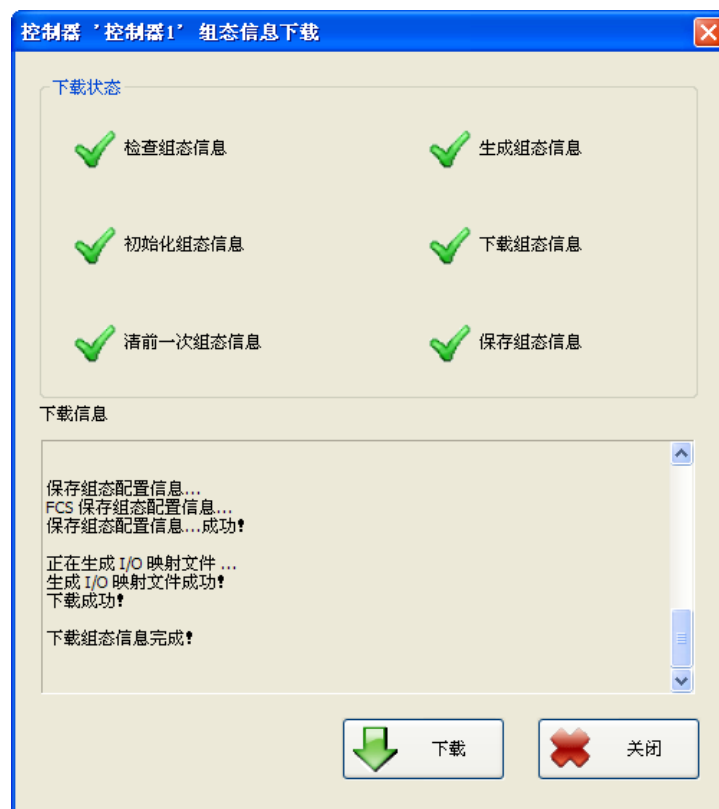 控制器 '控制器1' 组态信息下载
下载状态
检查组态信息
生成组态信息
初始化组态信息
下载组态信息
清前一次组态信息
保存组态信息
下载信息
保存组态配置信息...
FCS 保存组态配置信息...
保存组态配置信息...成功!
正在生成 I/O 映射文件 ...
生成 I/O 映射文件成功!
下载成功!
下载组态信息完成!
下载
关闭